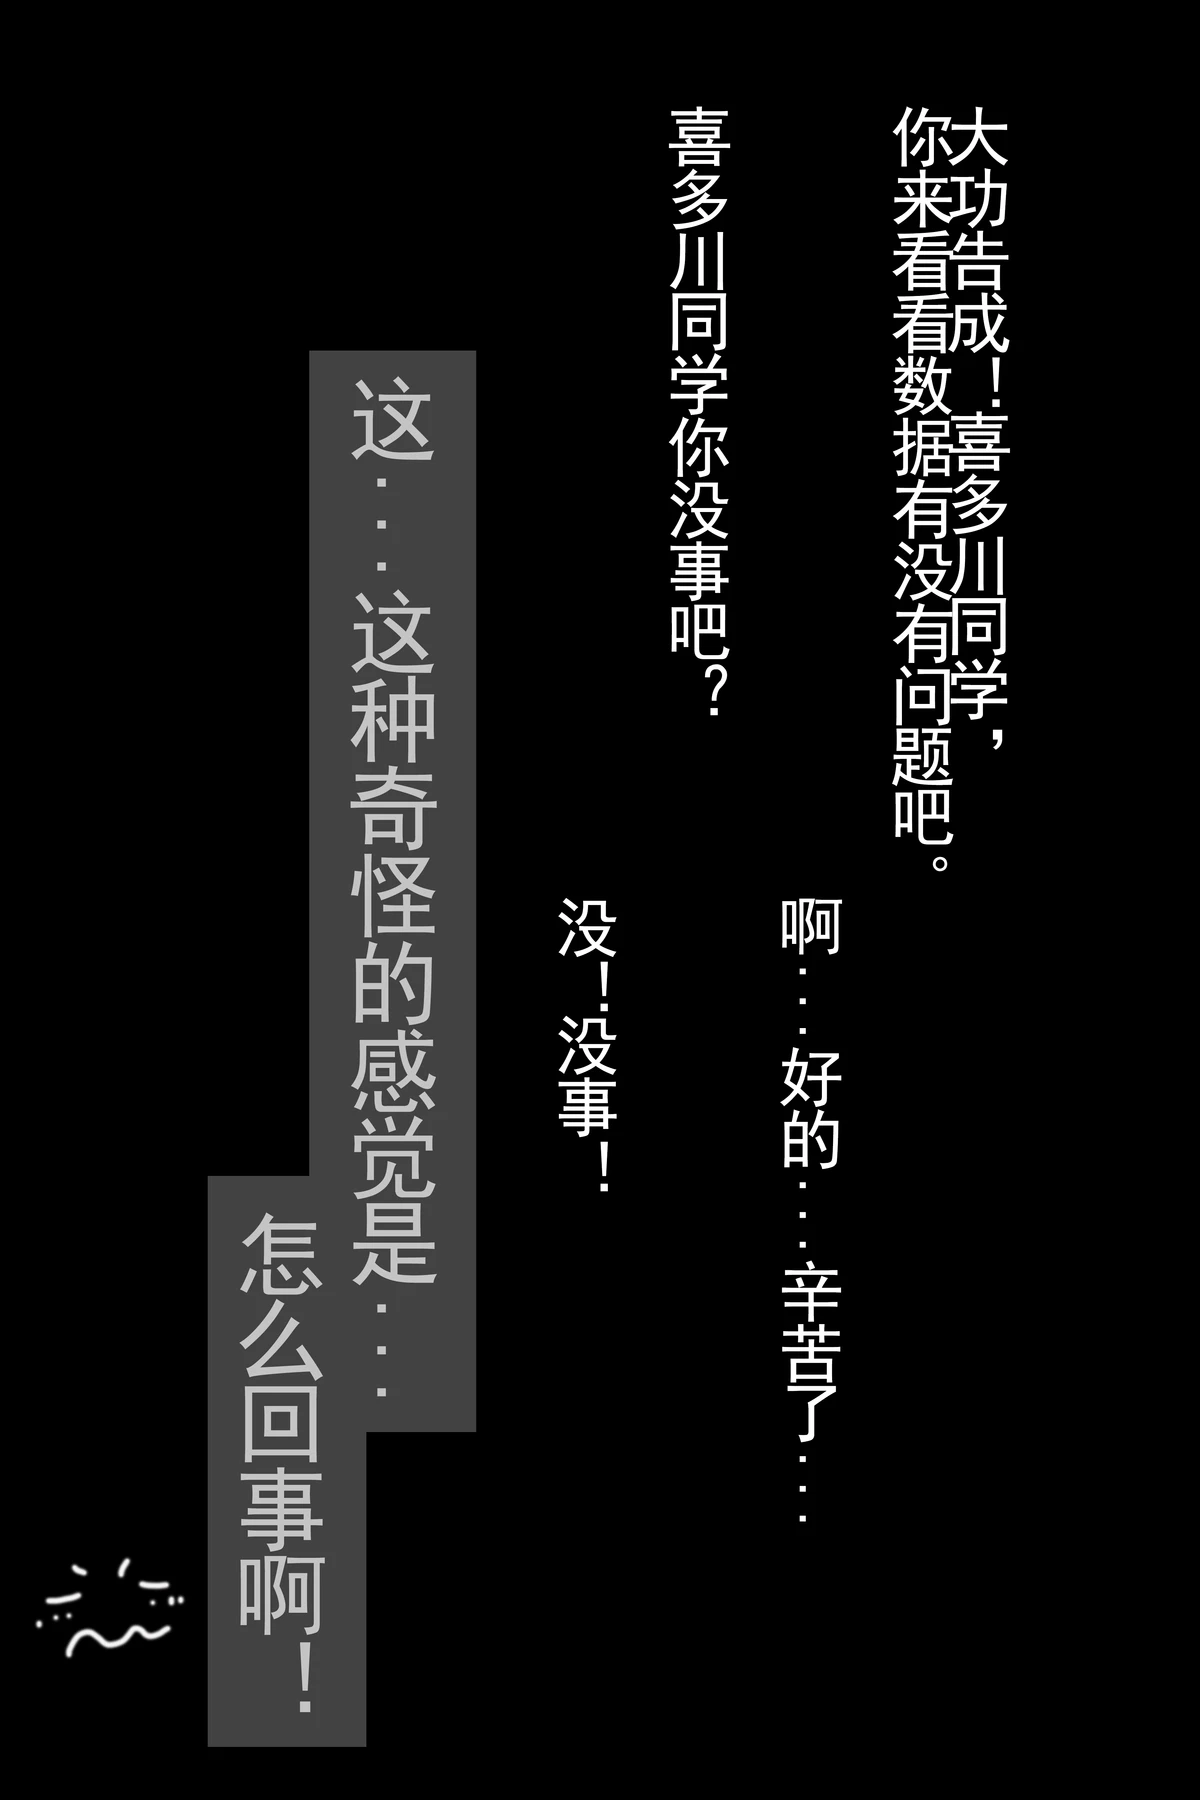 大功告成！喜多川同学，
你来看看数据有没有问题吧。
啊...好的...辛苦了...
喜多川同学你没事吧？
没！没事！
这...这种奇怪的感觉是...
怎么回事啊！